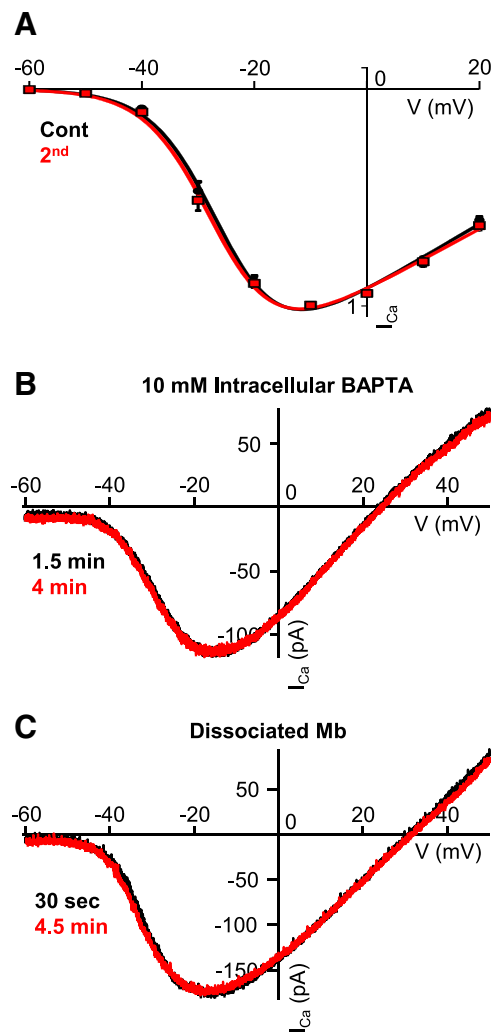 A
-60 -40 -20 0 20
V (mV)
Cont
2nd
1
ICa
B
10 mM Intracellular BAPTA
50
-60 -40 -20 0 20 40
V (mV)
1.5 min
4 min
-50
-100
ICa (pA)
C
Dissociated Mb
50
-60 -40 -20 0 20 40
V (mV)
30 sec
4.5 min
-50
-100
-150
ICa (pA)